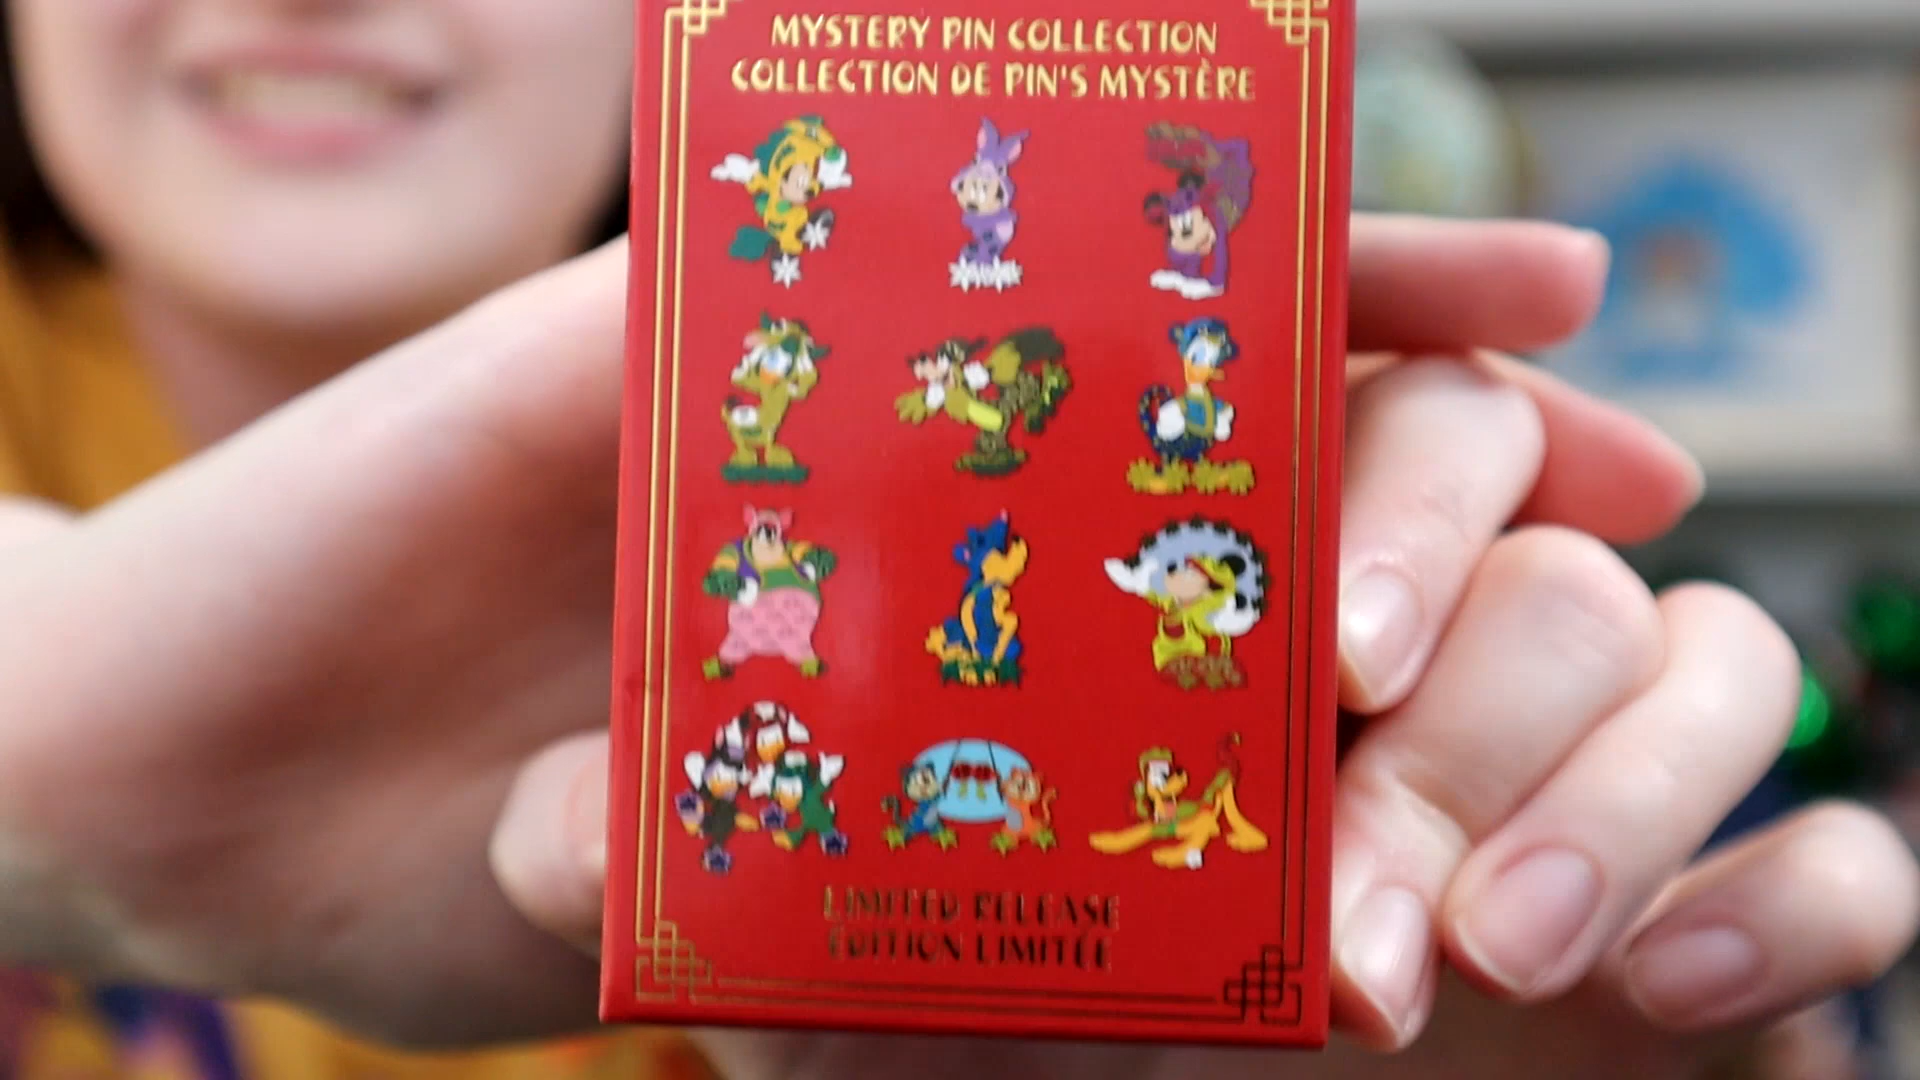 MYSTERY PIN COLLECTION
COLLECTION DE PIN'S MYSTÈRE
LIMITED RELEASE
ÉDITION LIMITÉE